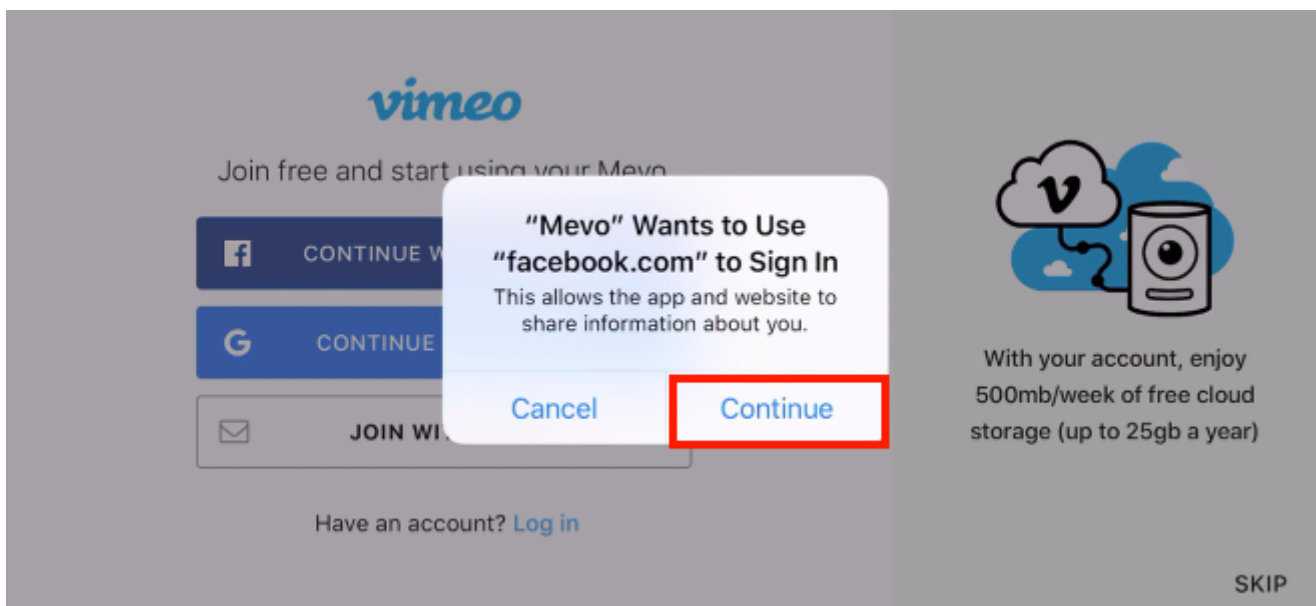 vimeo
Join free and start using your Mevo
CONTINUE
CONTINUE
JOIN
Have an account? Log in
"Mevo" Wants to Use
"facebook.com" to Sign In
This allows the app and website to
share information about you.
Cancel
Continue
With your account, enjoy
500mb/week of free cloud
storage (up to 25gb a year)
SKIP